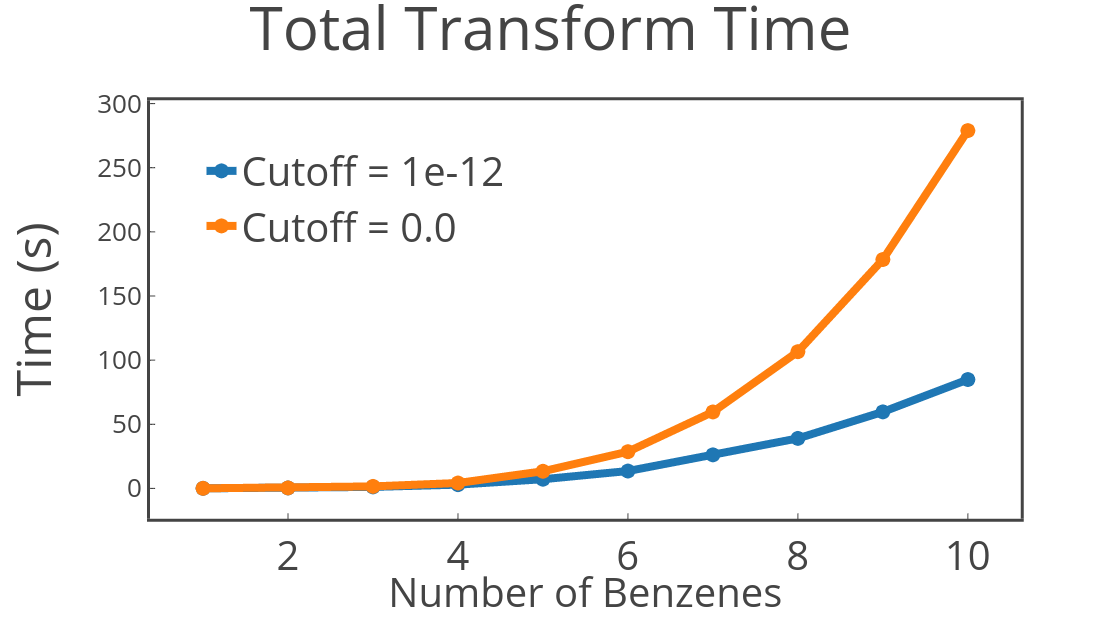 Total Transform Time
300
250
200
150
100
50
0
Time (s)
Cutoff = 1e-12
Cutoff = 0.0
2 4 6 8 10
Number of Benzenes